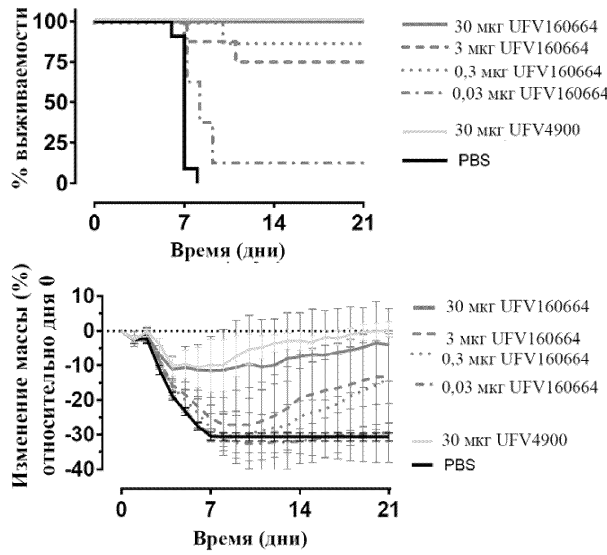 % выживаемости
100
75
50
25
0
0 7 14 21
Время (дни)
30 мкг UFV160664
3 мкг UFV160664
0,3 мкг UFV160664
0,03 мкг UFV160664
30 мкг UFV4900
PBS
Изменение массы (%)
относительно дня 0
10
0
-10
-20
-30
-40
0 7 14 21
Время (дни)
30 мкг UFV160664
3 мкг UFV160664
0,3 мкг UFV160664
0,03 мкг UFV160664
30 мкг UFV4900
PBS